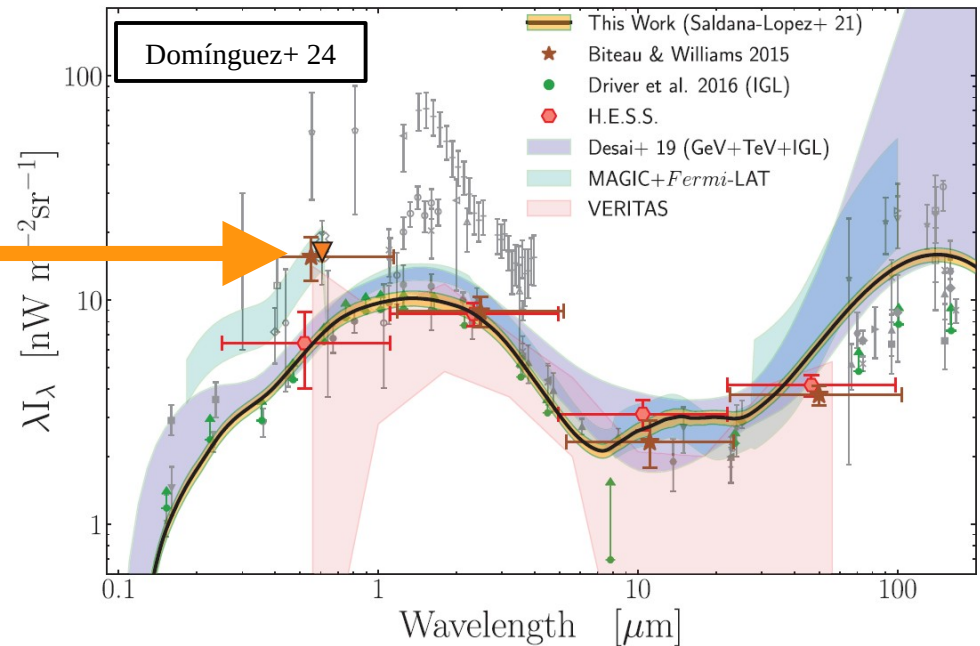 Domínguez+ 24
This Work (Saldana-Lopez+ 21)
Biteau & Williams 2015
Driver et al. 2016 (IGL)
H.E.S.S.
Desai+ 19 (GeV+TeV+IGL)
MAGIC+Fermi-LAT
VERITAS
100
10
1
λI_λ [nW m⁻²sr⁻¹]
0.1 1 10 100
Wavelength [μm]